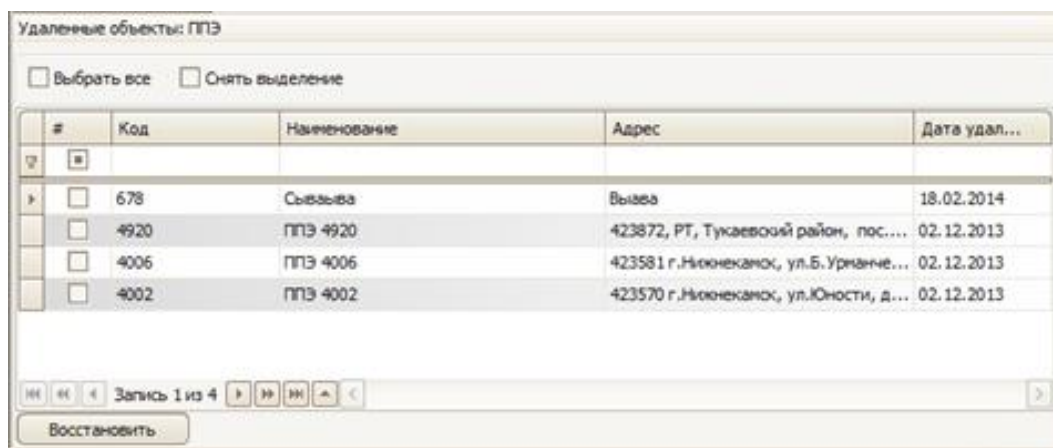 Удаленные объекты: ППЭ
Выбрать все Снять выделение
# Код Наименование Адрес Дата удал...
678 Сываыва Выава 18.02.2014
4920 ППЭ 4920 423872, РТ, Тукаевский район, пос.... 02.12.2013
4006 ППЭ 4006 423581 г.Нижнекамск, ул.Б.Урманче... 02.12.2013
4002 ППЭ 4002 423570 г.Нижнекамск, ул.Юности, д... 02.12.2013
Запись 1 из 4
Восстановить